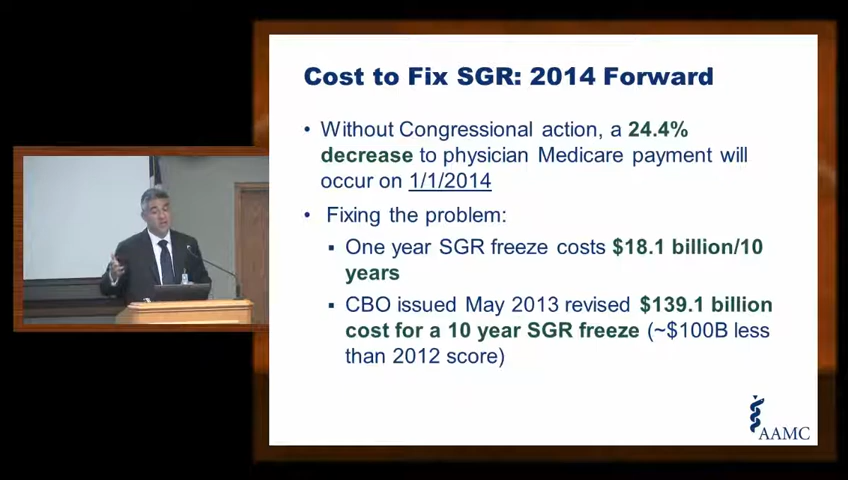 Cost to Fix SGR: 2014 Forward
• Without Congressional action, a 24.4%
decrease to physician Medicare payment will
occur on 1/1/2014
• Fixing the problem:
▪ One year SGR freeze costs $18.1 billion/10
years
▪ CBO issued May 2013 revised $139.1 billion
cost for a 10 year SGR freeze (~$100B less
than 2012 score)
AAMC